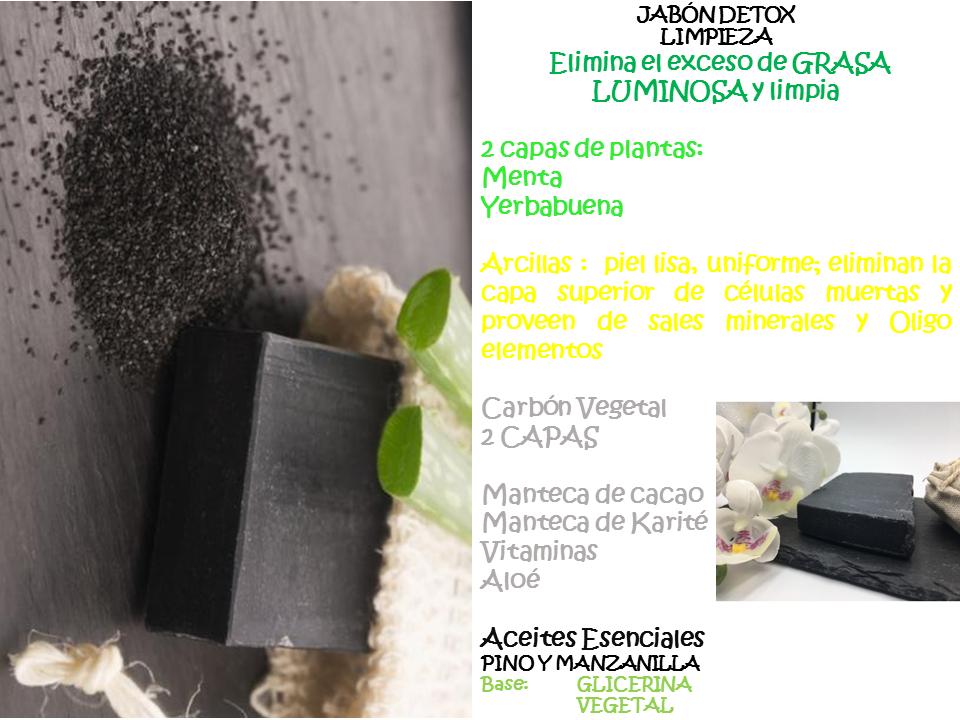 JABÓN DETOX
LIMPIEZA
Elimina el exceso de GRASA
LUMINOSA y limpia
2 capas de plantas:
Menta
Yerbabuena
Arcillas : piel lisa, uniforme; eliminan la
capa superior de células muertas y
proveen de sales minerales y Oligo
elementos
Carbón Vegetal
2 CAPAS
Manteca de cacao
Manteca de Karité
Vitaminas
Aloé
Aceites Esenciales
PINO Y MANZANILLA
Base: GLICERINA
VEGETAL